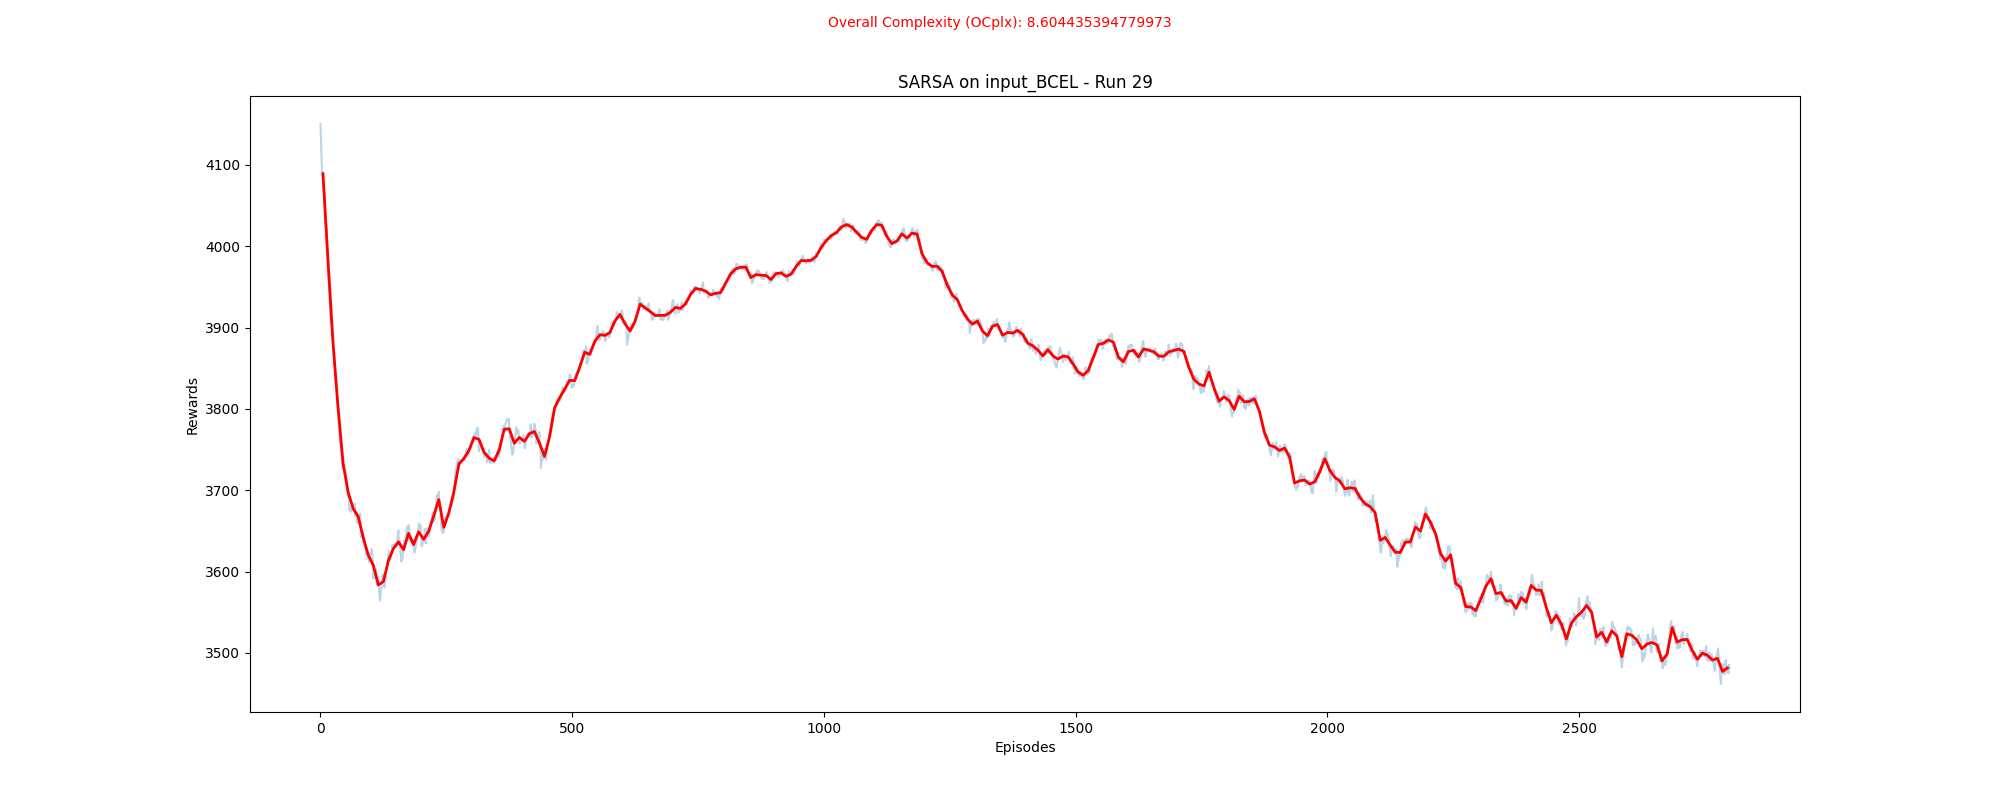 Overall Complexity (OCplx): 8.604435394779973
SARSA on input_BCEL - Run 29
Rewards
4100
4000
3900
3800
3700
3600
3500
0 500 1000 1500 2000 2500
Episodes